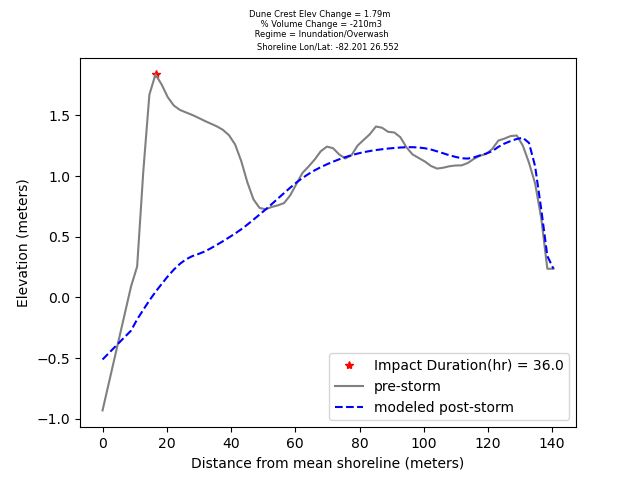 Dune Crest Elev Change = 1.79m
% Volume Change = -210m3
Regime = Inundation/Overwash
Shoreline Lon/Lat: -82.201 26.552
Elevation (meters)
1.5
1.0
0.5
0.0
−0.5
−1.0
Impact Duration(hr) = 36.0
pre-storm
modeled post-storm
0 20 40 60 80 100 120 140
Distance from mean shoreline (meters)